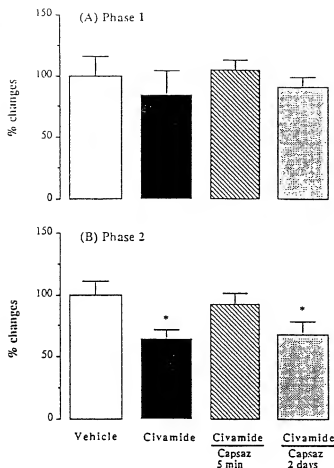 150
(A) Phase 1
100
% changes
50
0
150
(B) Phase 2
100
*
*
% changes
50
0
Vehicle Civamide Civamide Civamide
Capsaz Capsaz
5 min 2 days